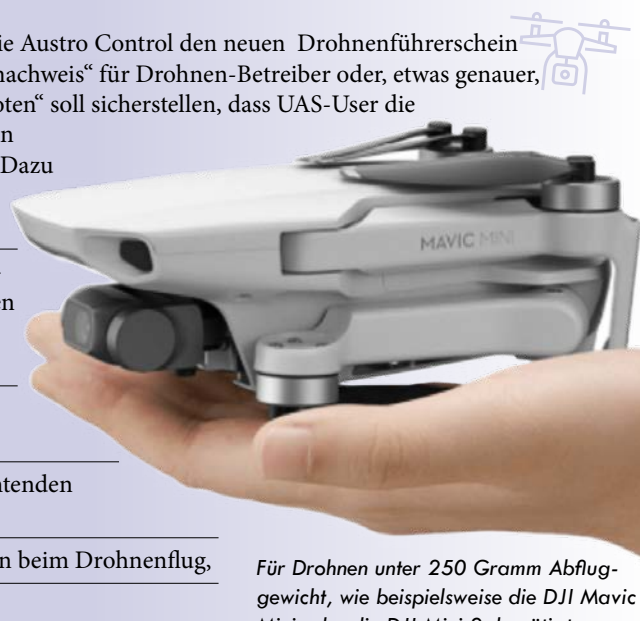 ie Austro Control den neuen Drohnenführerschein
nachweis“ für Drohnen-Betreiber oder, etwas genauer,
oten“ soll sicherstellen, dass UAS-User die
n
Dazu
en
ntenden
n beim Drohnenflug,
MAVIC MINI
Für Drohnen unter 250 Gramm Abflug-
gewicht, wie beispielsweise die DJI Mavic